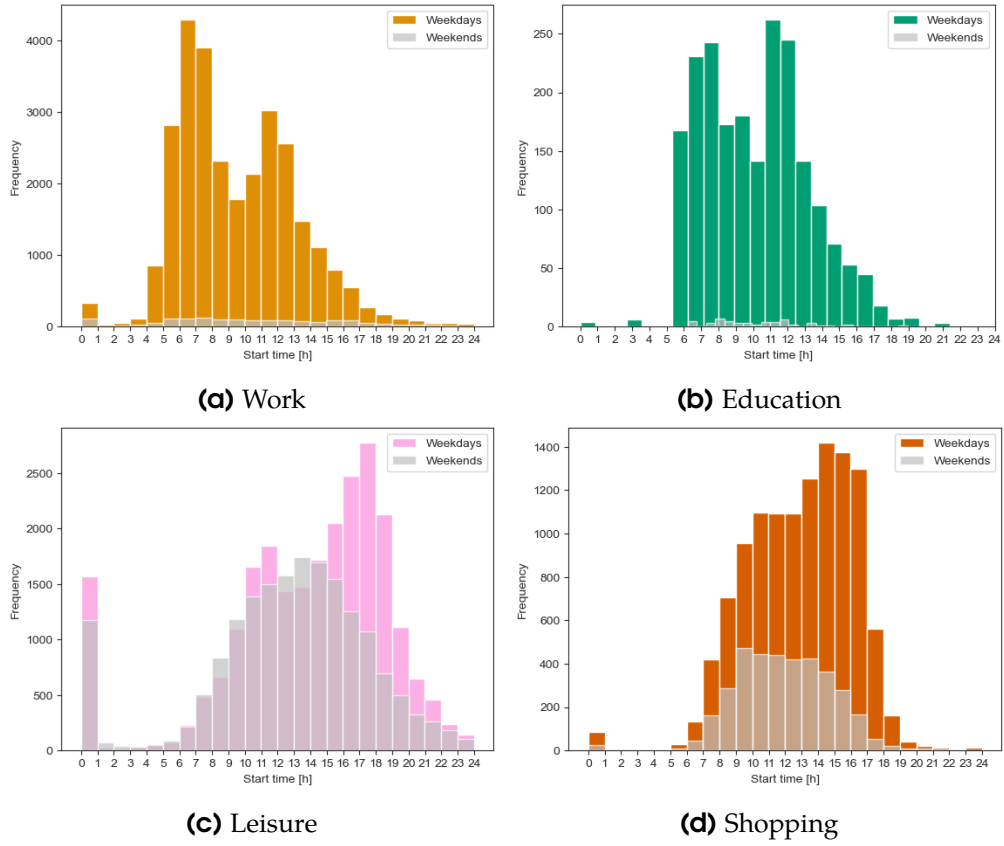 Weekdays
Weekends
4000
3000
2000
1000
0
Frequency
0 1 2 3 4 5 6 7 8 9 10 11 12 13 14 15 16 17 18 19 20 21 22 23 24
Start time [h]
(a) Work
Weekdays
Weekends
250
200
150
100
50
0
Frequency
0 1 2 3 4 5 6 7 8 9 10 11 12 13 14 15 16 17 18 19 20 21 22 23 24
Start time [h]
(b) Education
Weekdays
Weekends
2500
2000
1500
1000
500
0
Frequency
0 1 2 3 4 5 6 7 8 9 10 11 12 13 14 15 16 17 18 19 20 21 22 23 24
Start time [h]
(c) Leisure
Weekdays
Weekends
1400
1200
1000
800
600
400
200
0
Frequency
0 1 2 3 4 5 6 7 8 9 10 11 12 13 14 15 16 17 18 19 20 21 22 23 24
Start time [h]
(d) Shopping